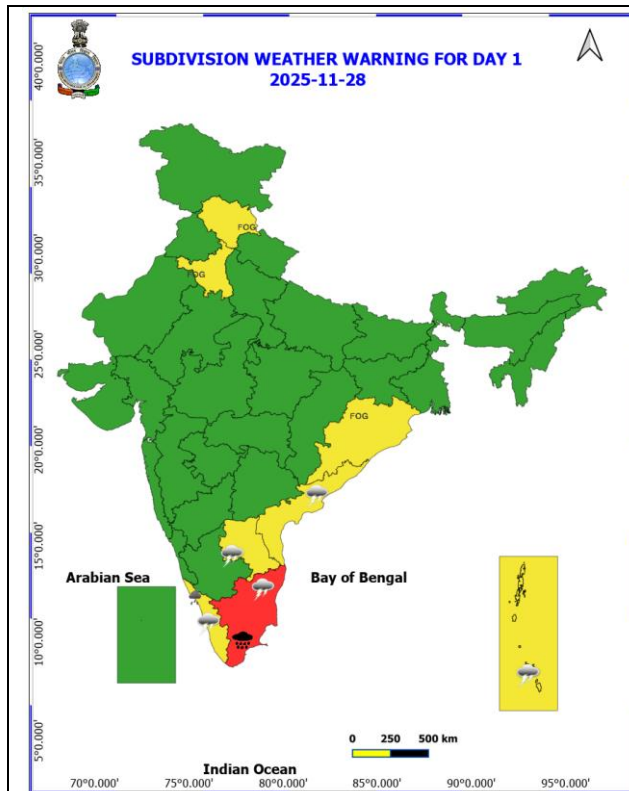 SUBDIVISION WEATHER WARNING FOR DAY 1
2025-11-28
40°0.000'
35°0.000'
30°0.000'
25°0.000'
20°0.000'
15°0.000'
10°0.000'
5°0.000'
FOG
FOG
FOG
Arabian Sea
Bay of Bengal
0 250 500 km
Indian Ocean
70°0.000' 75°0.000' 80°0.000' 85°0.000' 90°0.000' 95°0.000'